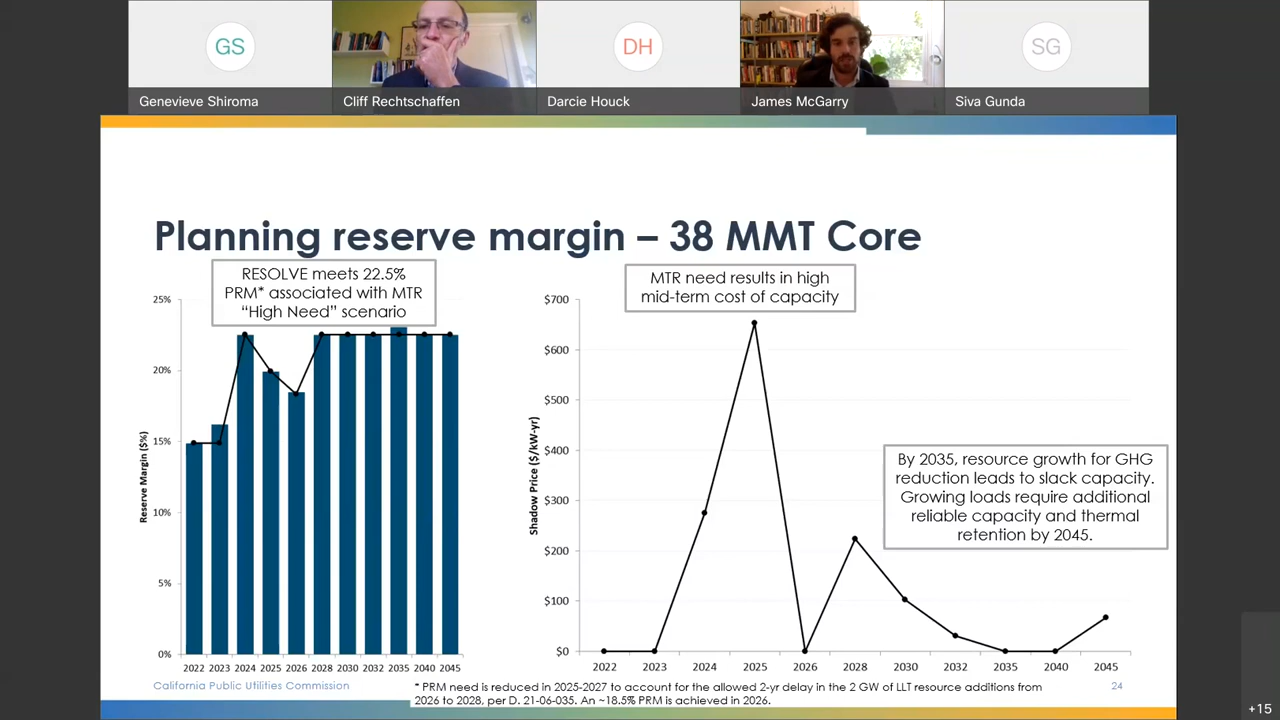 GS
DH
SG
Genevieve Shiroma
Cliff Rechtschaffen
Darcie Houck
James McGarry
Siva Gunda
Planning reserve margin – 38 MMT Core
RESOLVE meets 22.5%
PRM* associated with MTR
“High Need” scenario
25%
20%
15%
10%
5%
0%
Reserve Margin ($%)
2022 2023 2024 2025 2026 2028 2030 2032 2035 2040 2045
MTR need results in high
mid-term cost of capacity
$700
$600
$500
$400
$300
$200
$100
$0
Shadow Price ($/kW-yr)
2022 2023 2024 2025 2026 2028 2030 2032 2035 2040 2045
By 2035, resource growth for GHG
reduction leads to slack capacity.
Growing loads require additional
reliable capacity and thermal
retention by 2045.
California Public Utilities Commission
* PRM need is reduced in 2025-2027 to account for the allowed 2-yr delay in the 2 GW of LLT resource additions from
2026 to 2028, per D. 21-06-035. An ~18.5% PRM is achieved in 2026.
24
+15